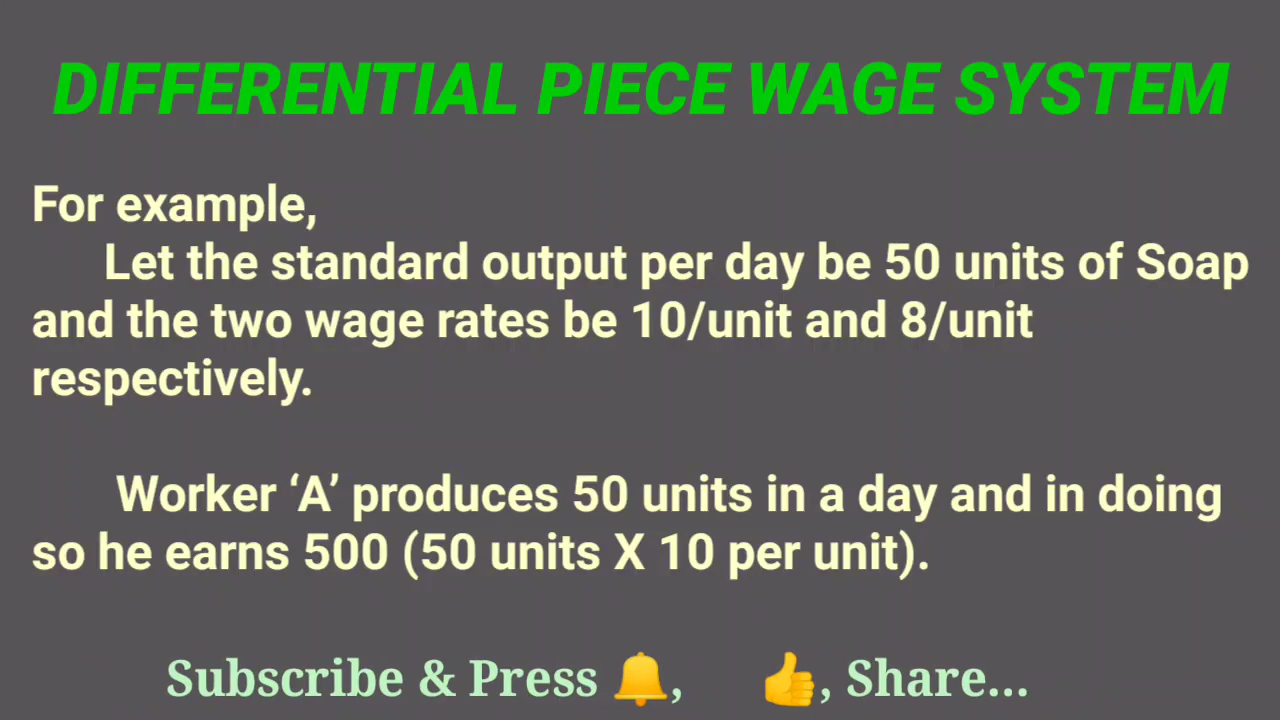 DIFFERENTIAL PIECE WAGE SYSTEM
For example,
Let the standard output per day be 50 units of Soap
and the two wage rates be 10/unit and 8/unit
respectively.
Worker ‘A’ produces 50 units in a day and in doing
so he earns 500 (50 units X 10 per unit).
Subscribe & Press 🔔, 👍, Share...